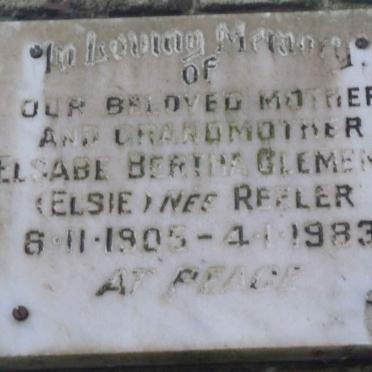 In Loving Memory
OF
OUR BELOVED MOTHER
AND GRANDMOTHER
ELSABE BERTHA CLEMEN
(ELSIE) NEE REELER
6·11·1905 - 4·1·1983
AT PEACE